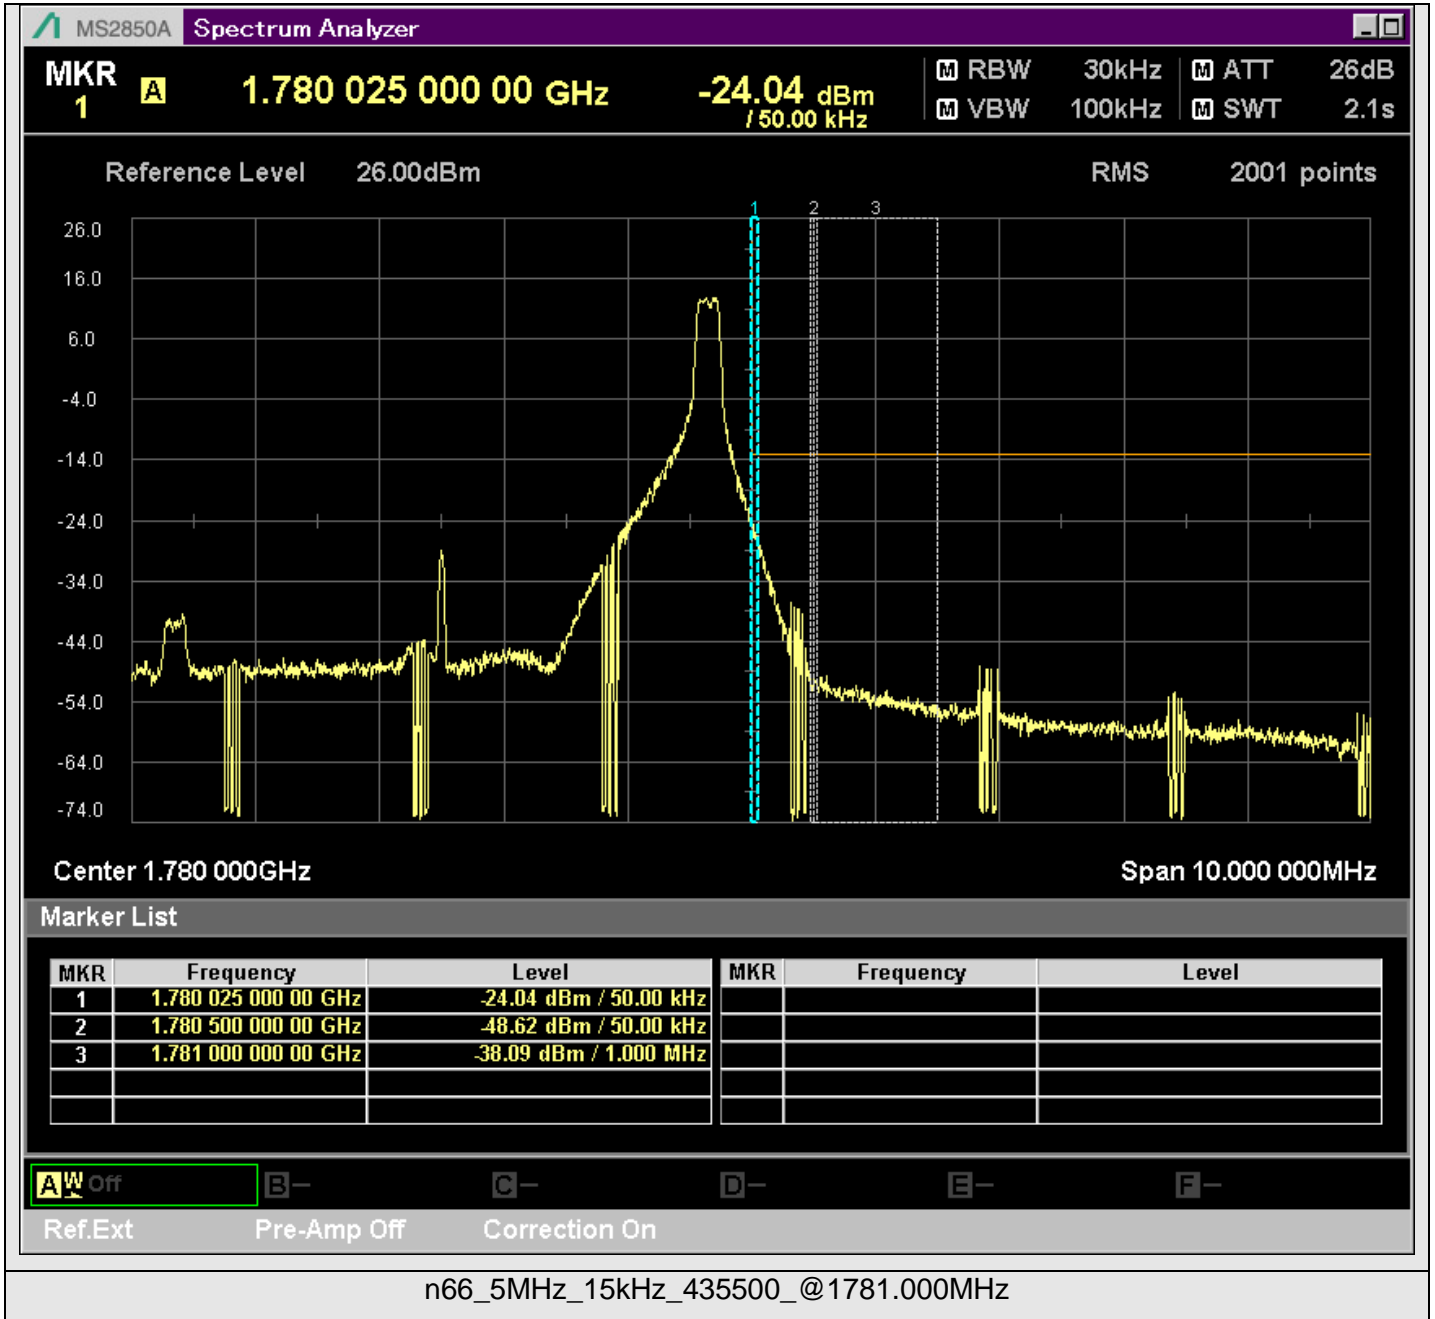 MS2850A Spectrum Analyzer
MKR 1 A 1.780 025 000 00 GHz -24.04 dBm / 50.00 kHz
M RBW 30kHz M ATT 26dB
M VBW 100kHz M SWT 2.1s
Reference Level 26.00dBm RMS 2001 points
1 2 3
26.0
16.0
6.0
-4.0
-14.0
-24.0
-34.0
-44.0
-54.0
-64.0
-74.0
Center 1.780 000GHz Span 10.000 000MHz
Marker List
MKR Frequency Level MKR Frequency Level
1 1.780 025 000 00 GHz -24.04 dBm / 50.00 kHz
2 1.780 500 000 00 GHz -48.62 dBm / 50.00 kHz
3 1.781 000 000 00 GHz -38.09 dBm / 1.000 MHz
A W Off B — C — D — E — F —
Ref.Ext Pre-Amp Off Correction On
n66_5MHz_15kHz_435500_@1781.000MHz